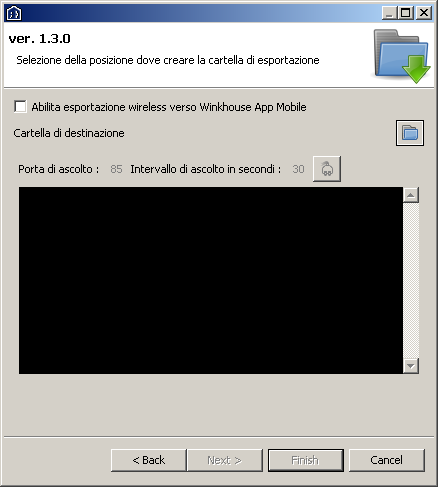 ver. 1.3.0
Selezione della posizione dove creare la cartella di esportazione
Abilita esportazione wireless verso Winkhouse App Mobile
Cartella di destinazione
Porta di ascolto : 85 Intervallo di ascolto in secondi : 30
< Back Next > Finish Cancel